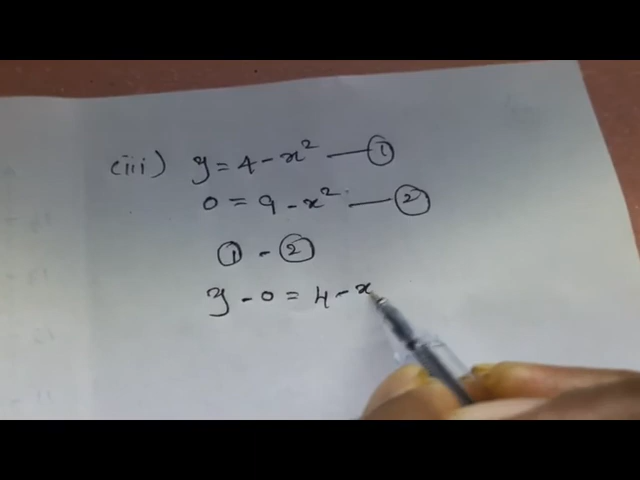 (iii) y = 4 - x² —— ①
0 = 9 - x² —— ②
① - ②
y - 0 = 4 - x